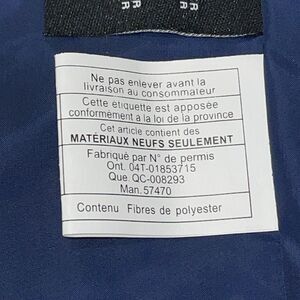 Ne pas enlever avant la
livraison au consommateur
Cette étiquette est apposée
conformément a la loi de la province
Cet article contient des
MATÉRIAUX NEUFS SEULEMENT
Fabriqué par N° de permis
Ont. 04T-01853715
Que. QC-008293
Man. 57470
Contenu Fibres de polyester